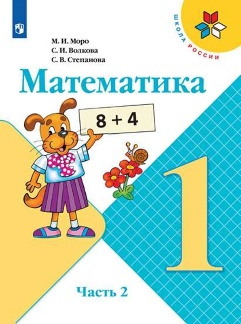 М. И. Моро
С. И. Волкова
С. В. Степанова
ШКОЛА РОССИИ
Математика
8 + 4
1
Часть 2